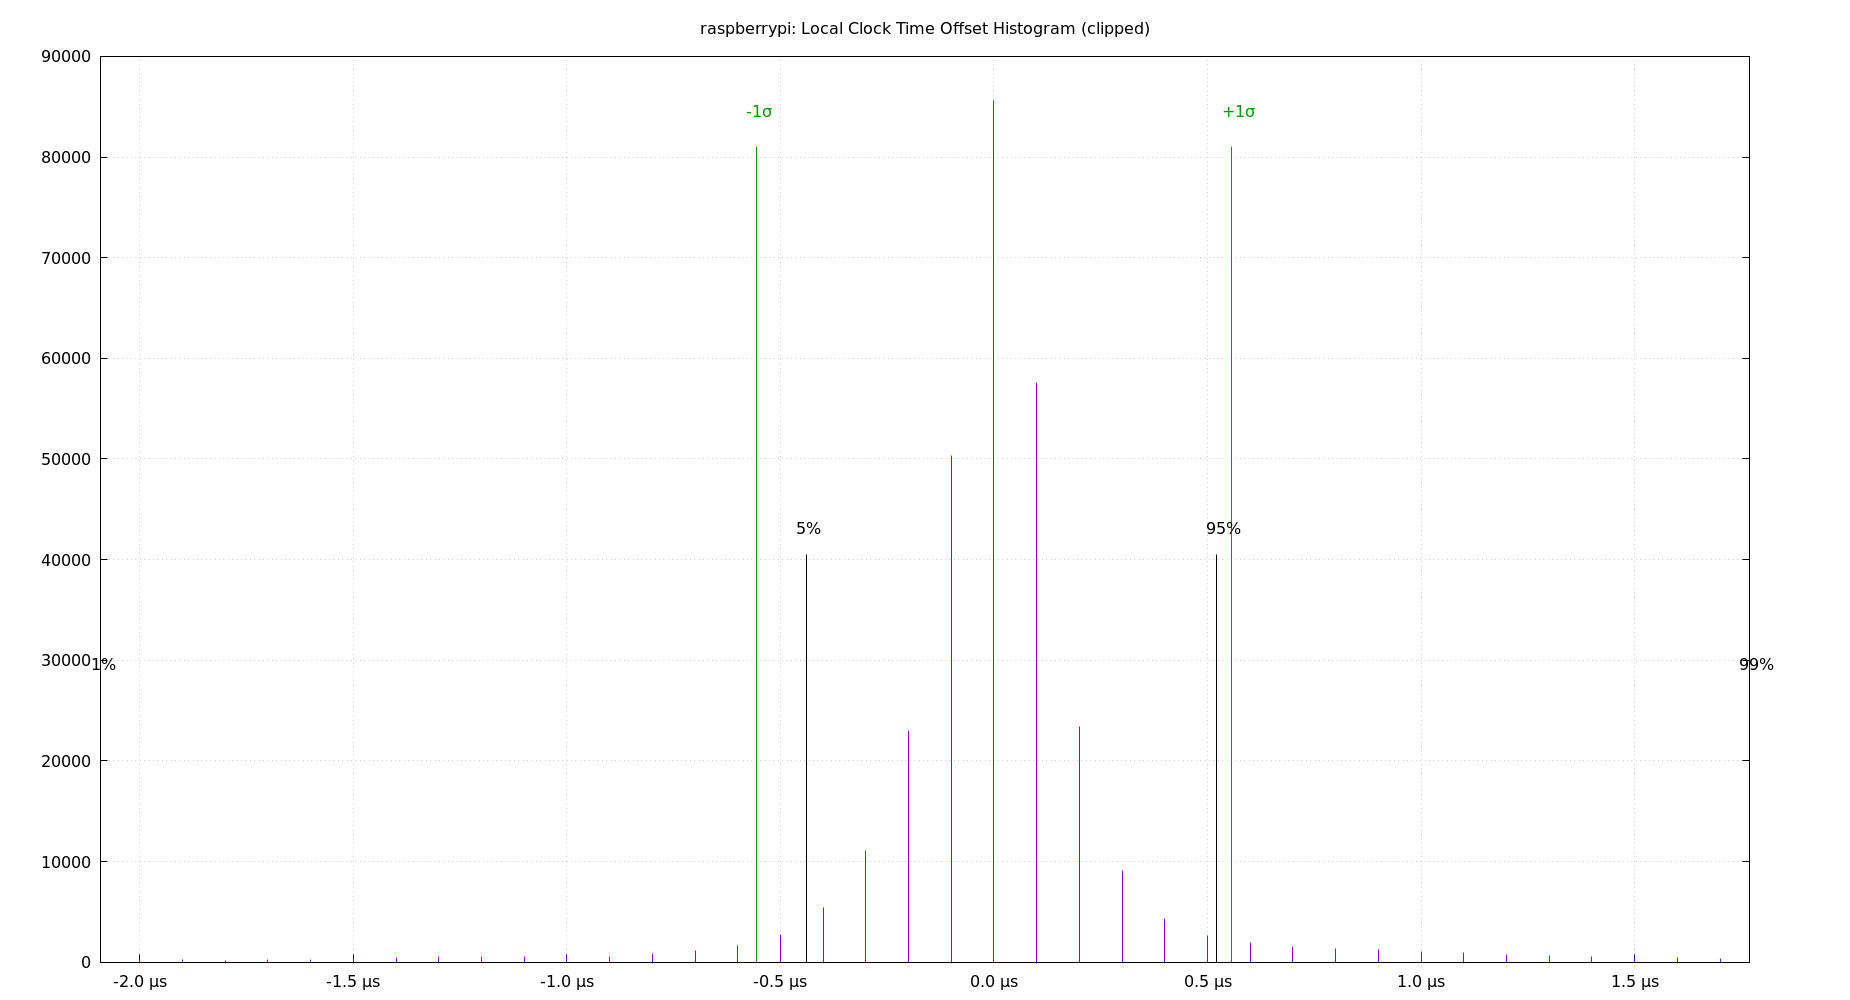 raspberrypi: Local Clock Time Offset Histogram (clipped)
90000
-1σ
+1σ
80000
70000
60000
50000
5%
95%
40000
30000
1%
99%
20000
10000
0
-2.0 µs
-1.5 µs
-1.0 µs
-0.5 µs
0.0 µs
0.5 µs
1.0 µs
1.5 µs